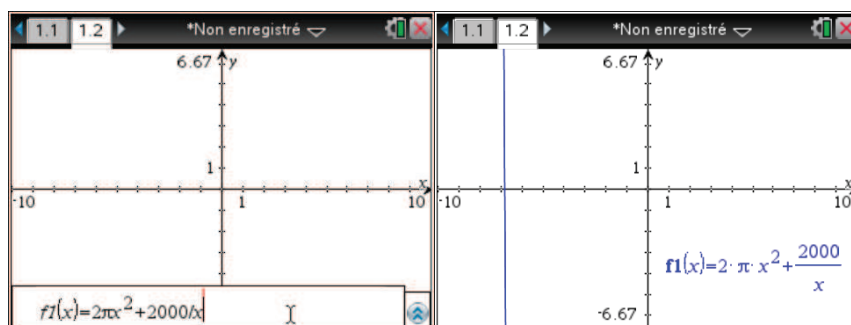 1.1 1.2 *Non enregistré
6.67 y
1
x
-10 1 10
f1(x)=2πx²+2000/x
1.1 1.2 *Non enregistré
6.67 y
1
x
-10 1 10
f1(x)=2·π·x²+2000/x
-6.67